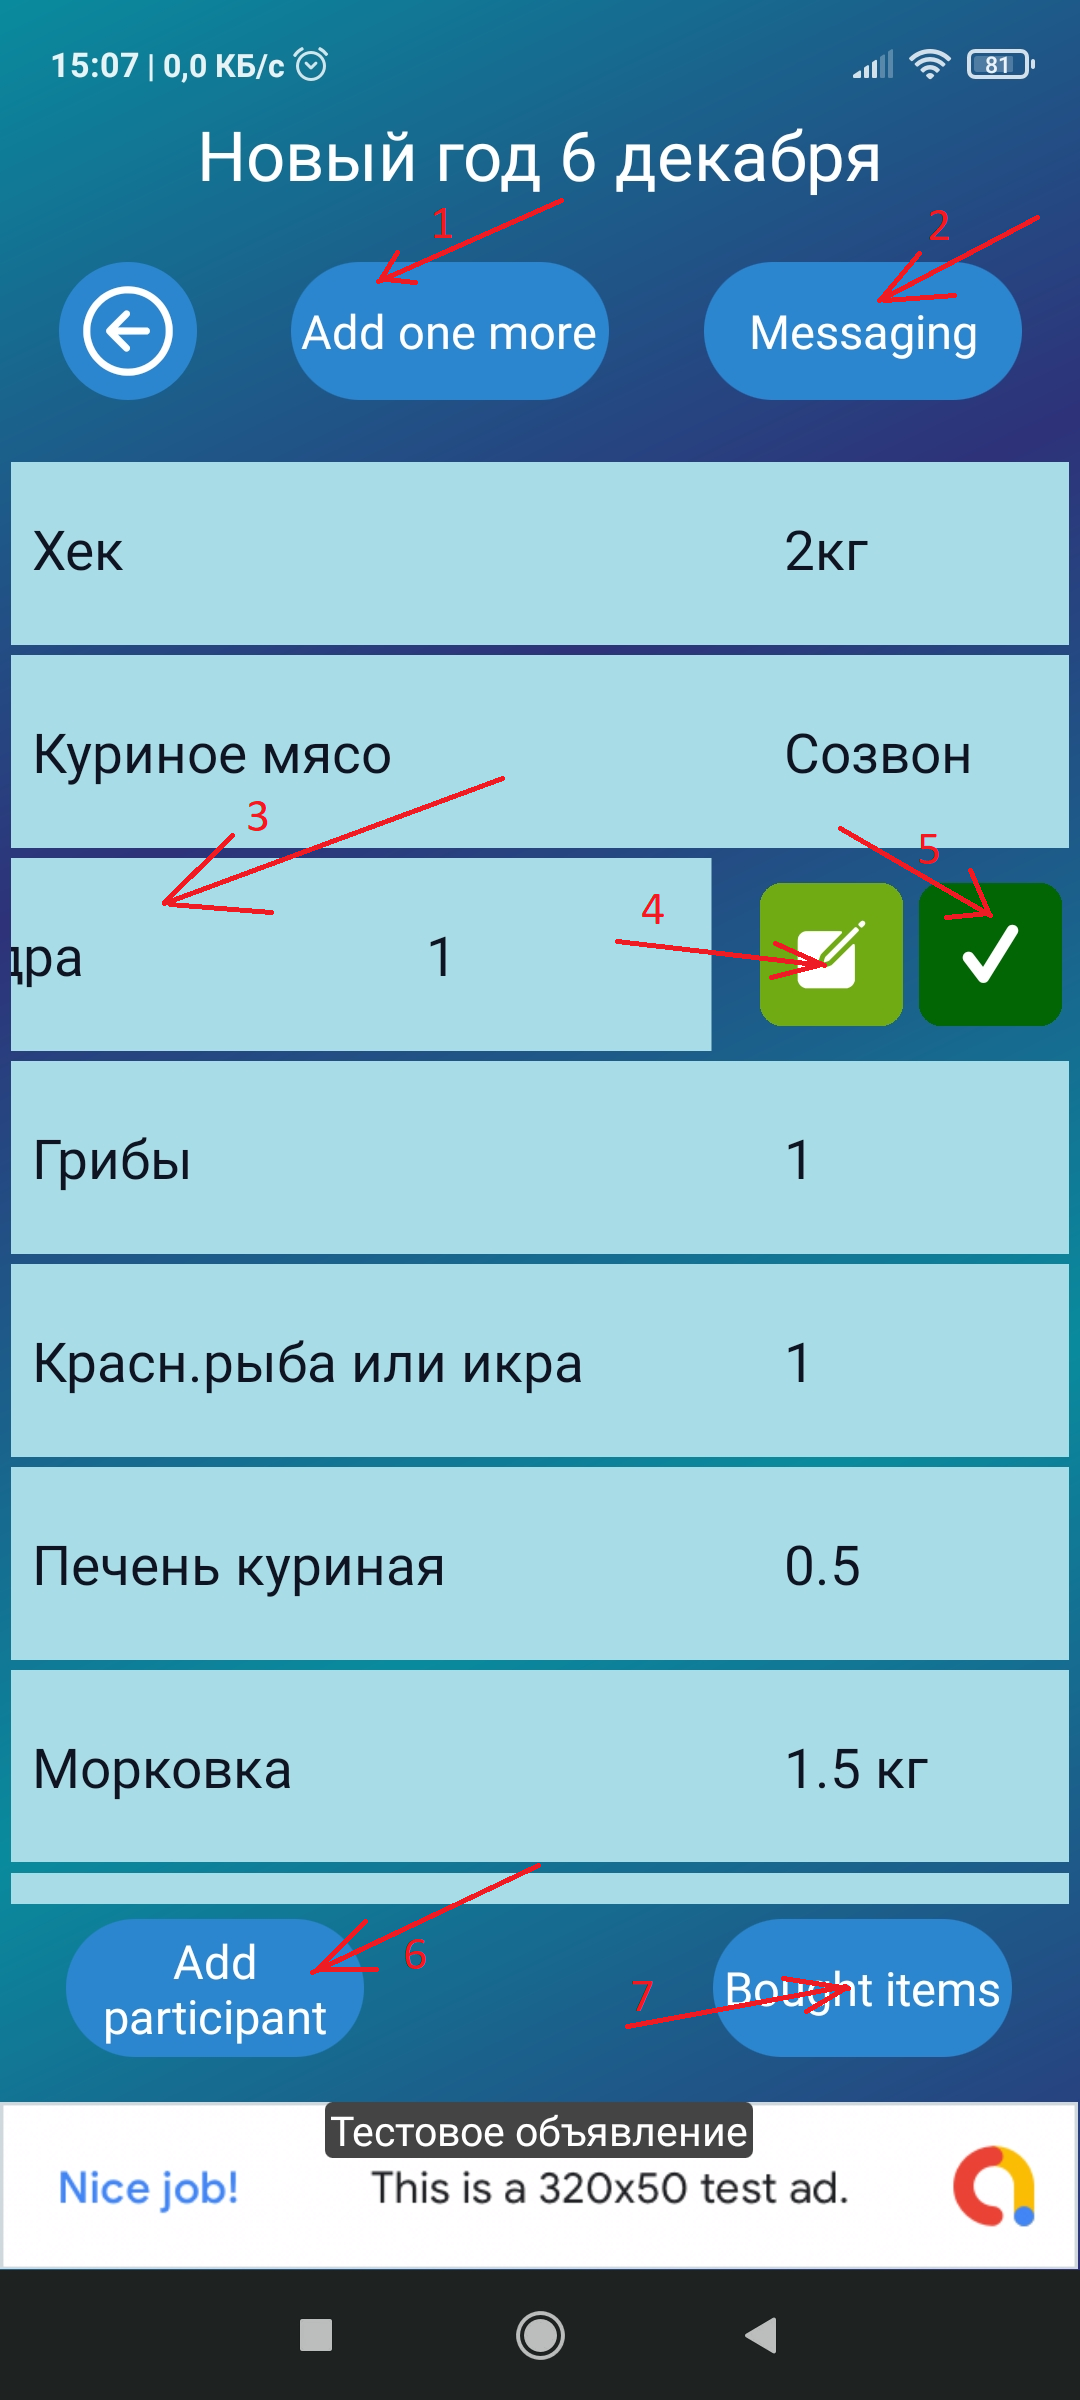 15:07 | 0,0 КБ/с
81
Новый год 6 декабря
1
2
Add one more
Messaging
Хек 2кг
Куриное мясо Созвон
3
5
4
дра 1
Грибы 1
Красн.рыба или икра 1
Печень куриная 0.5
Морковка 1.5 кг
6
Add
participant
7
Bought items
Тестовое объявление
Nice job! This is a 320x50 test ad.